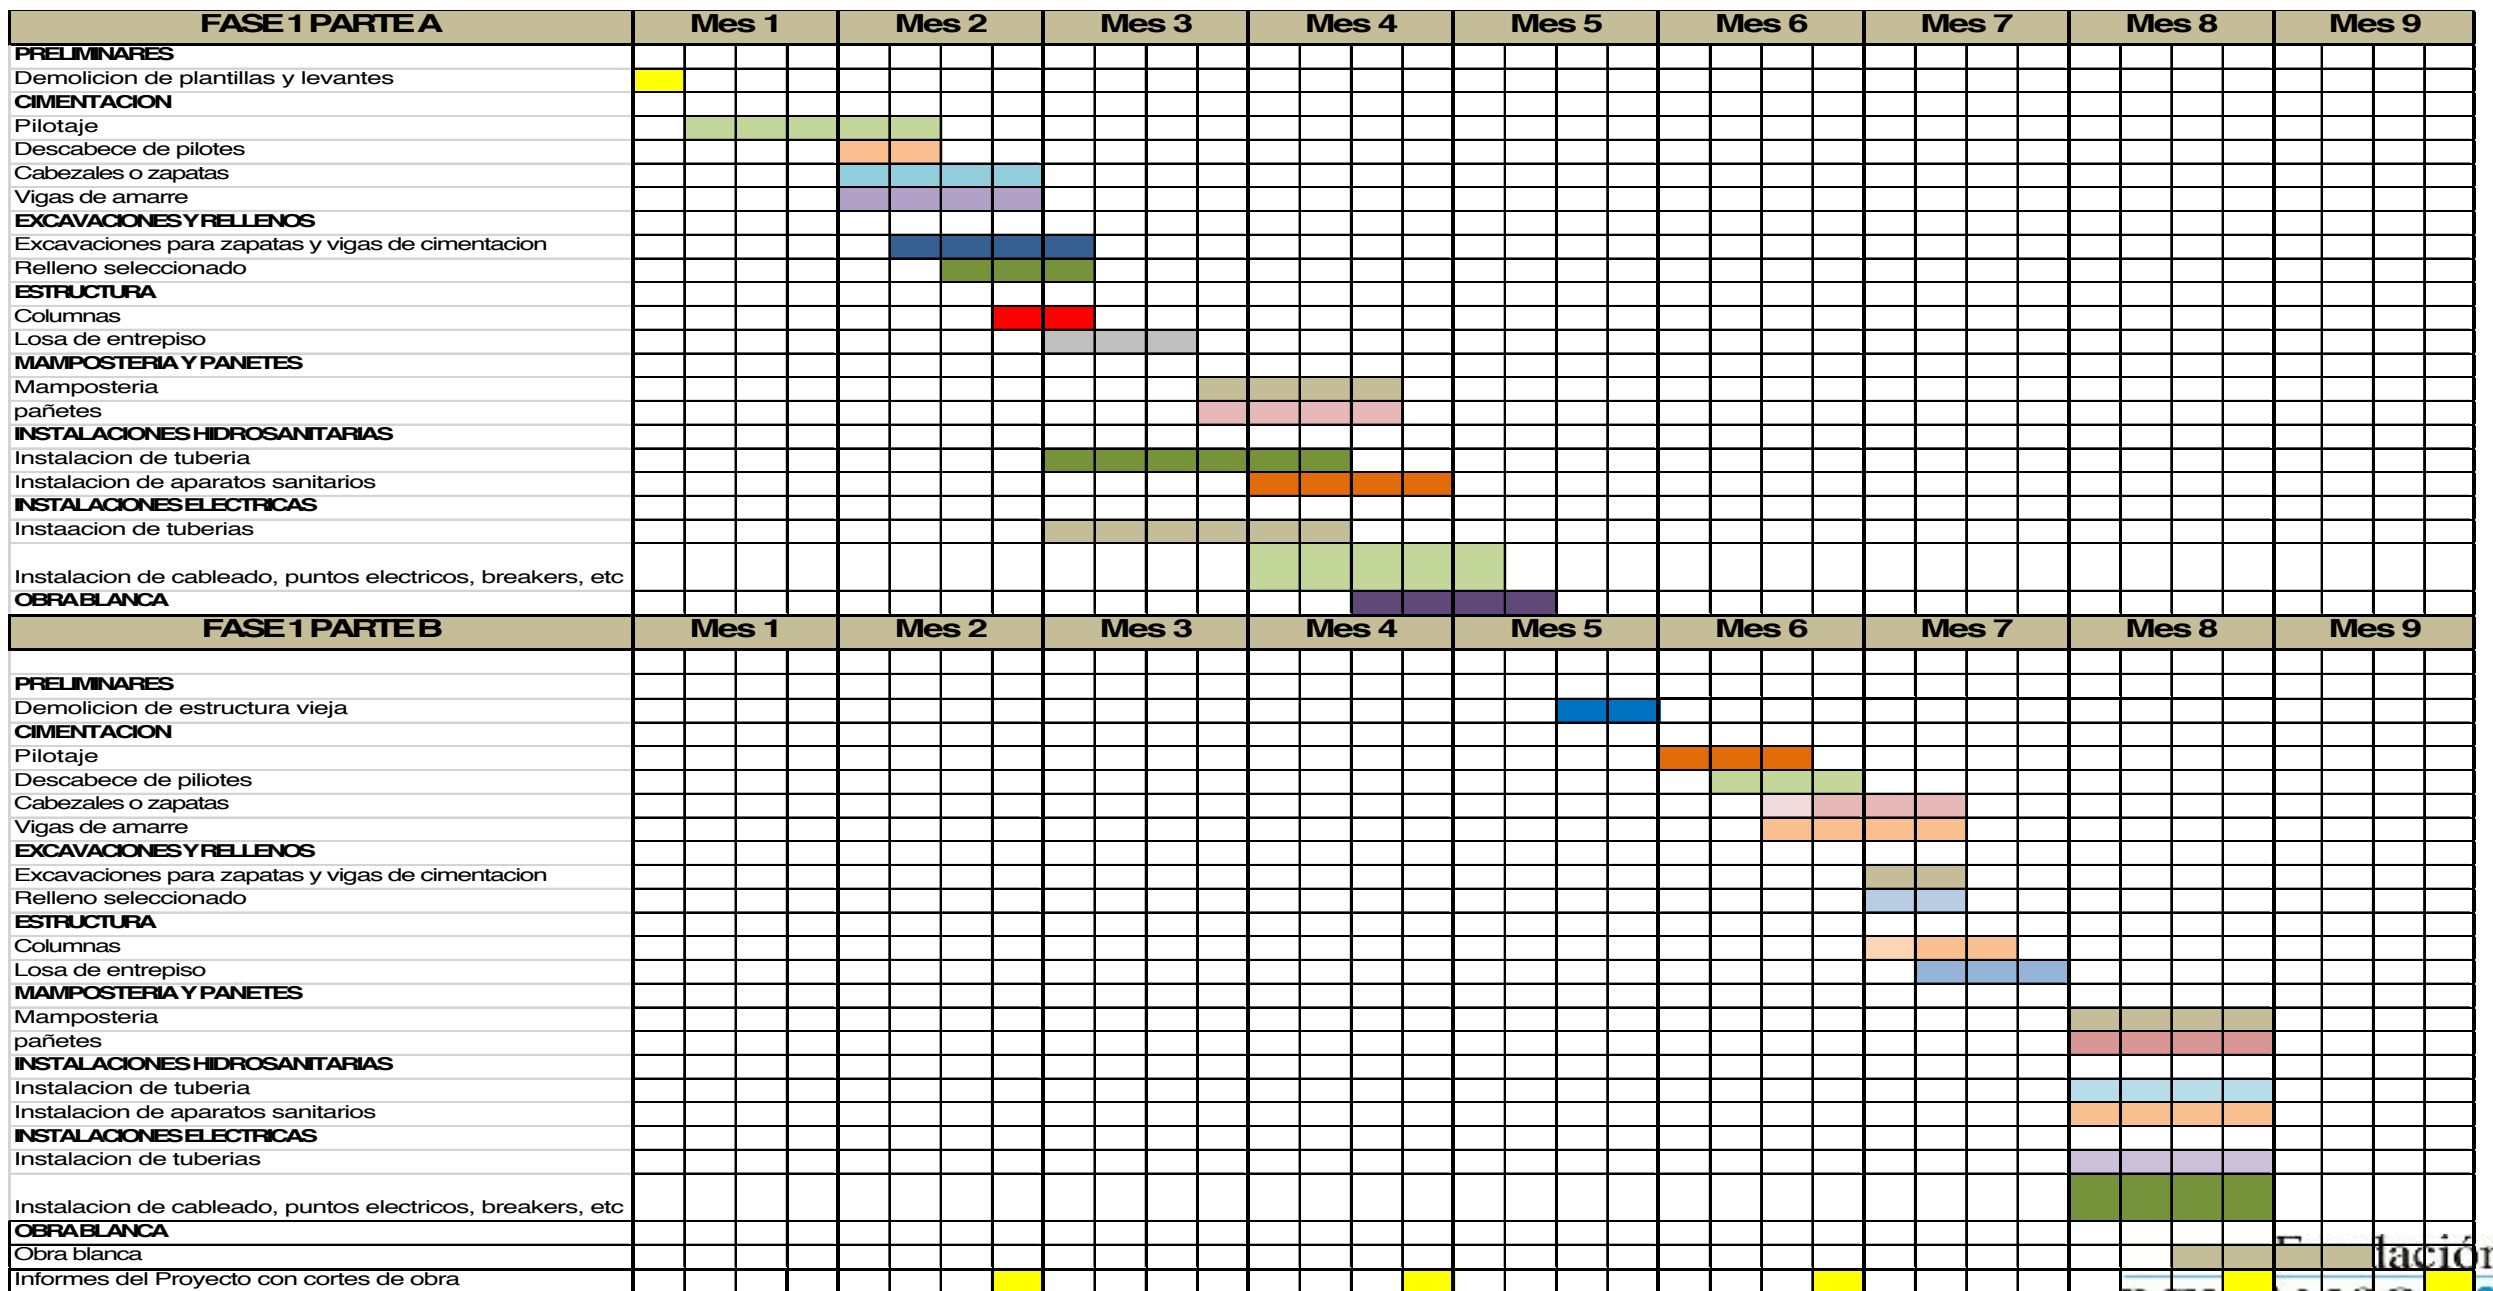 FASE 1 PARTE A Mes 1 Mes 2 Mes 3 Mes 4 Mes 5 Mes 6 Mes 7 Mes 8 Mes 9
PRELIMINARES
Demolicion de plantillas y levantes
CIMENTACION
Pilotaje
Descabece de pilotes
Cabezales o zapatas
Vigas de amarre
EXCAVACIONES Y RELLENOS
Excavaciones para zapatas y vigas de cimentacion
Relleno seleccionado
ESTRUCTURA
Columnas
Losa de entrepiso
MAMPOSTERIA Y PANETES
Mamposteria
pañetes
INSTALACIONES HIDROSANITARIAS
Instalacion de tuberia
Instalacion de aparatos sanitarios
INSTALACIONES ELECTRICAS
Instaacion de tuberias
Instalacion de cableado, puntos electricos, breakers, etc
OBRA BLANCA
FASE 1 PARTE B Mes 1 Mes 2 Mes 3 Mes 4 Mes 5 Mes 6 Mes 7 Mes 8 Mes 9
PRELIMINARES
Demolicion de estructura vieja
CIMENTACION
Pilotaje
Descabece de piliotes
Cabezales o zapatas
Vigas de amarre
EXCAVACIONES Y RELLENOS
Excavaciones para zapatas y vigas de cimentacion
Relleno seleccionado
ESTRUCTURA
Columnas
Losa de entrepiso
MAMPOSTERIA Y PANETES
Mamposteria
pañetes
INSTALACIONES HIDROSANITARIAS
Instalacion de tuberia
Instalacion de aparatos sanitarios
INSTALACIONES ELECTRICAS
Instalacion de tuberias
Instalacion de cableado, puntos electricos, breakers, etc
OBRA BLANCA
Obra blanca
Informes del Proyecto con cortes de obra